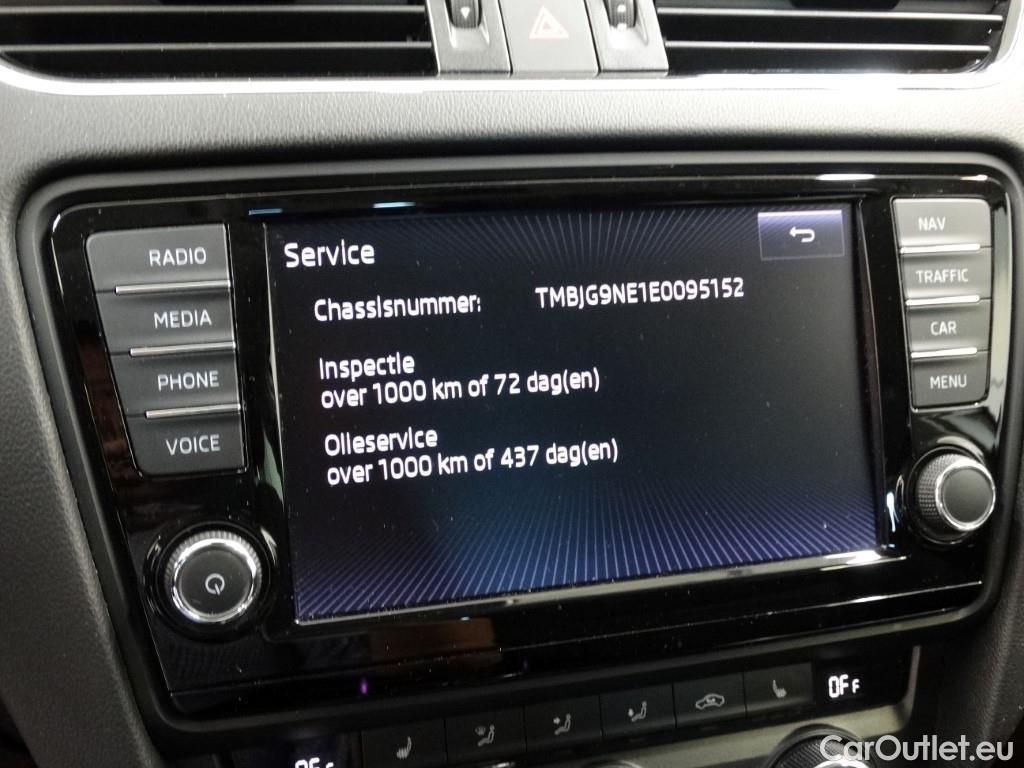 Service
Chassisnummer: TMBJG9NE1E0095152
Inspectie
over 1000 km of 72 dag(en)
Olieservice
over 1000 km of 437 dag(en)
RADIO
MEDIA
PHONE
VOICE
NAV
TRAFFIC
CAR
MENU
OFF
OFF
CarOutlet.eu